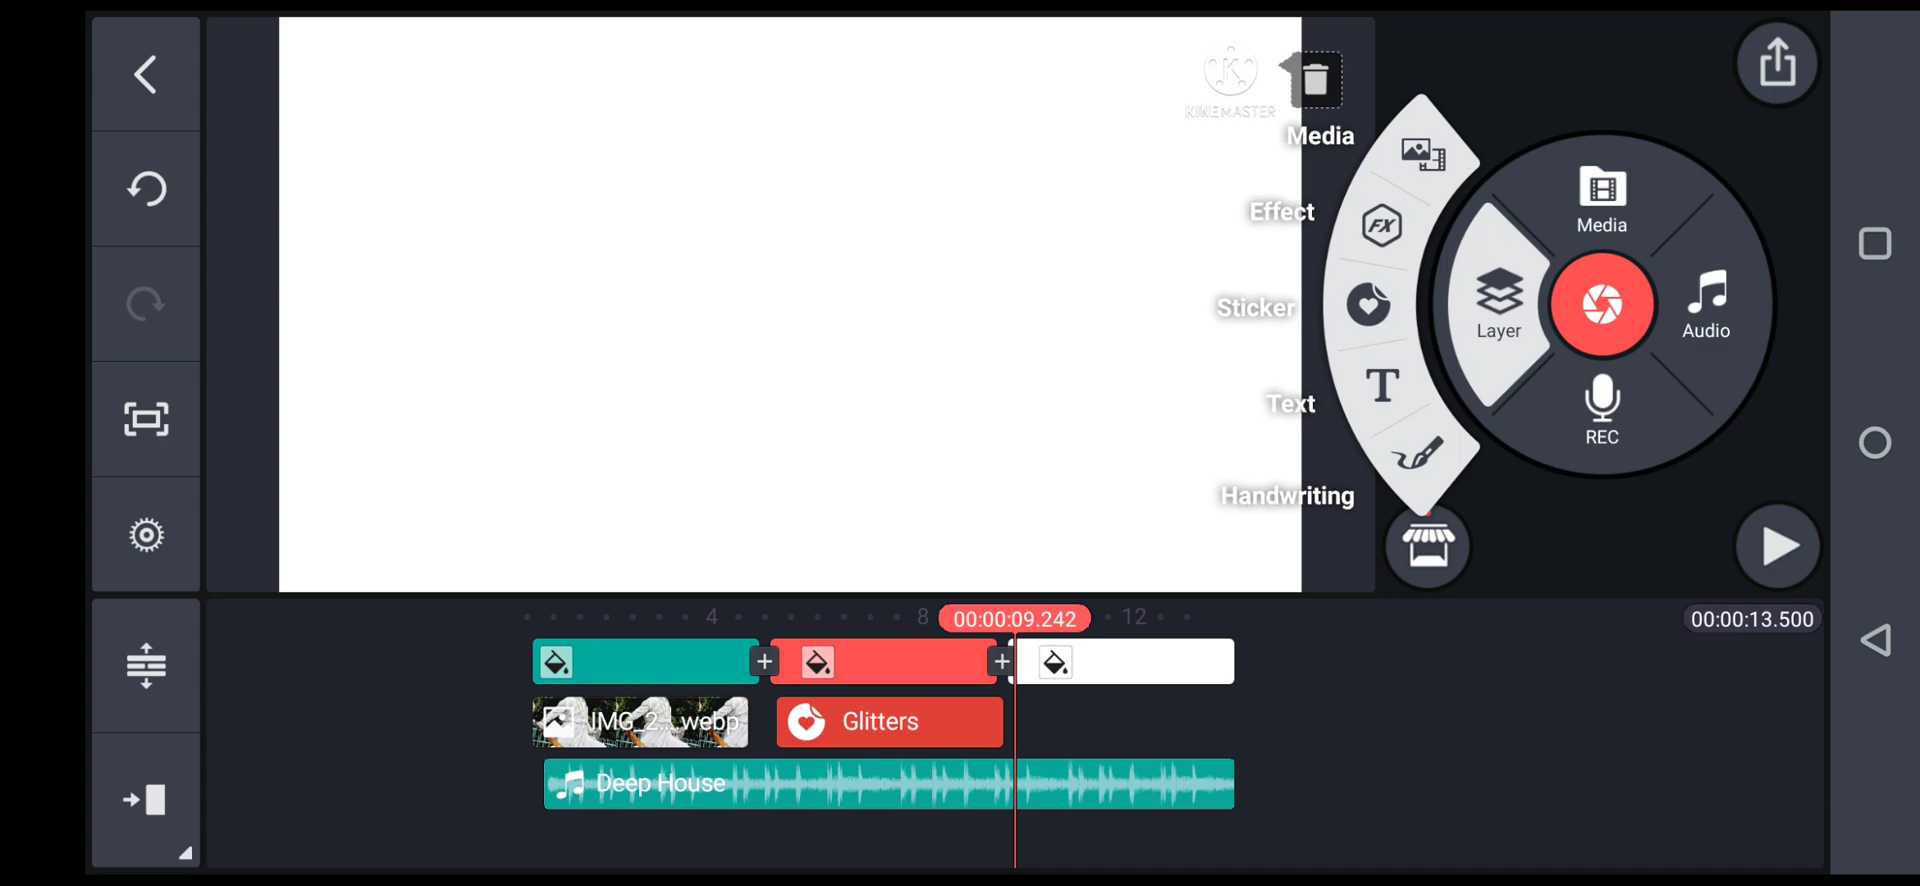 KINEMASTER
Media
Effect
Sticker
Text
Handwriting
FX
T
Media
Layer
Audio
REC
4
8
00:00:09.242
12
00:00:13.500
IMG_2....webp
Glitters
Deep House